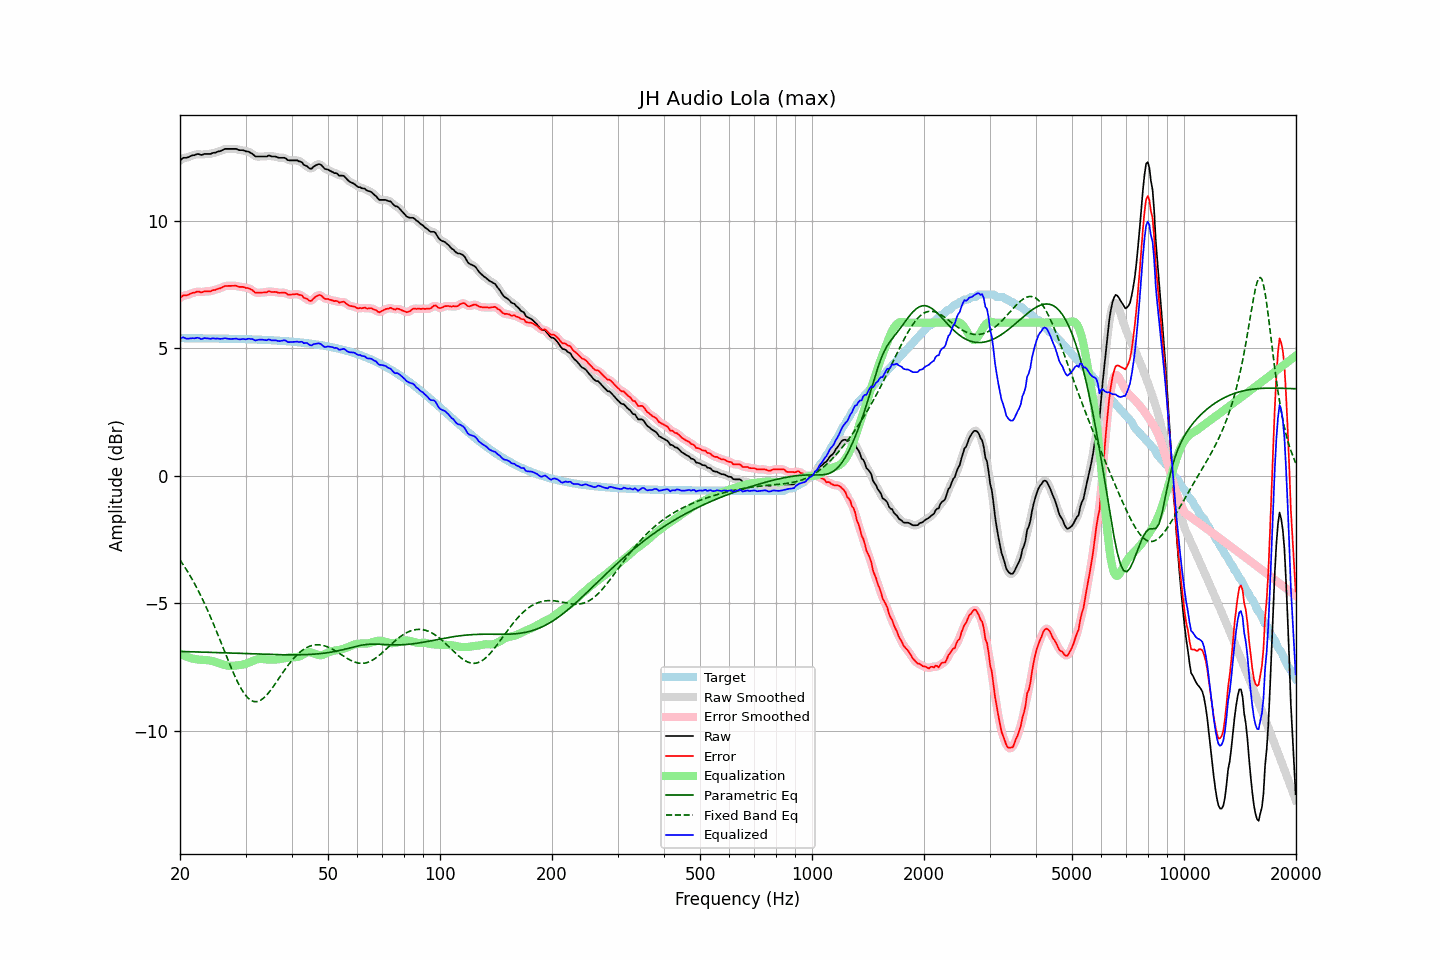 JH Audio Lola (max)
Amplitude (dBr)
10
5
0
−5
−10
Target
Raw Smoothed
Error Smoothed
Raw
Error
Equalization
Parametric Eq
Fixed Band Eq
Equalized
20 50 100 200 500 1000 2000 5000 10000 20000
Frequency (Hz)